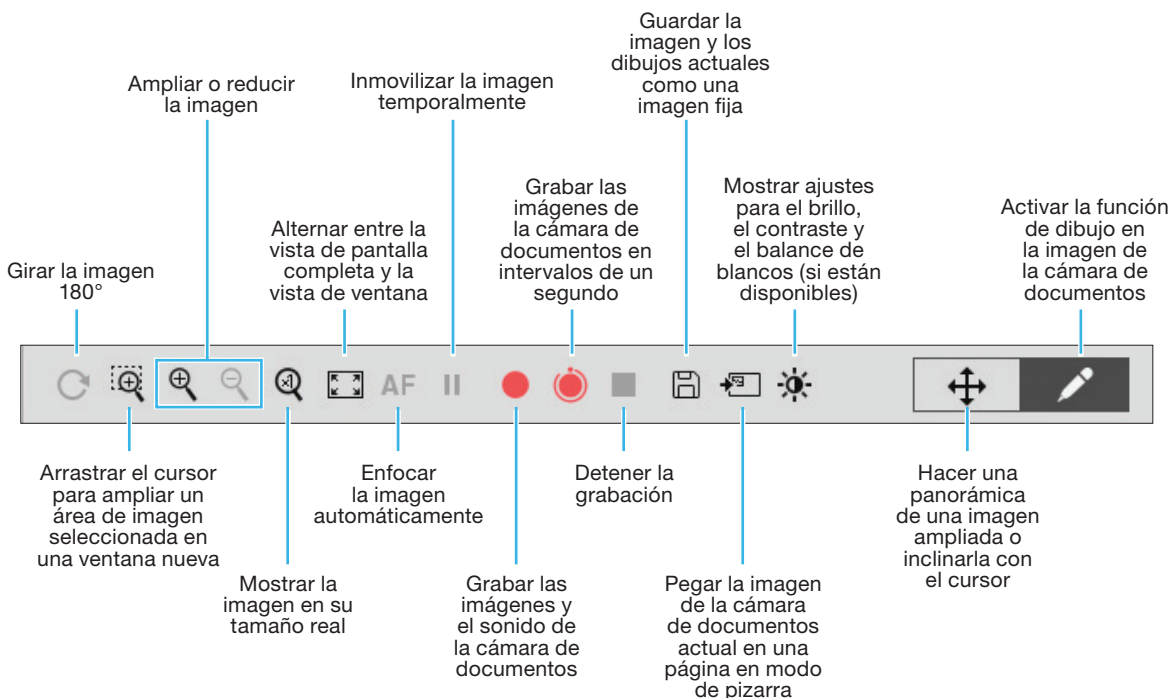 Guardar la
imagen y los
dibujos actuales
como una
imagen fija
Ampliar o reducir
la imagen
Inmovilizar la imagen
temporalmente
Grabar las
imágenes de
la cámara de
documentos en
intervalos de un
segundo
Mostrar ajustes
para el brillo,
el contraste y
el balance de
blancos (si están
disponibles)
Activar la función
de dibujo en
la imagen de
la cámara de
documentos
Alternar entre la
vista de pantalla
completa y la
vista de ventana
Girar la imagen
180°
x1
AF
Arrastrar el cursor
para ampliar un
área de imagen
seleccionada en
una ventana nueva
Enfocar
la imagen
automáticamente
Detener la
grabación
Hacer una
panorámica
de una imagen
ampliada o
inclinarla con
el cursor
Mostrar la
imagen en su
tamaño real
Grabar las
imágenes y
el sonido de
la cámara de
documentos
Pegar la imagen
de la cámara
de documentos
actual en una
página en modo
de pizarra